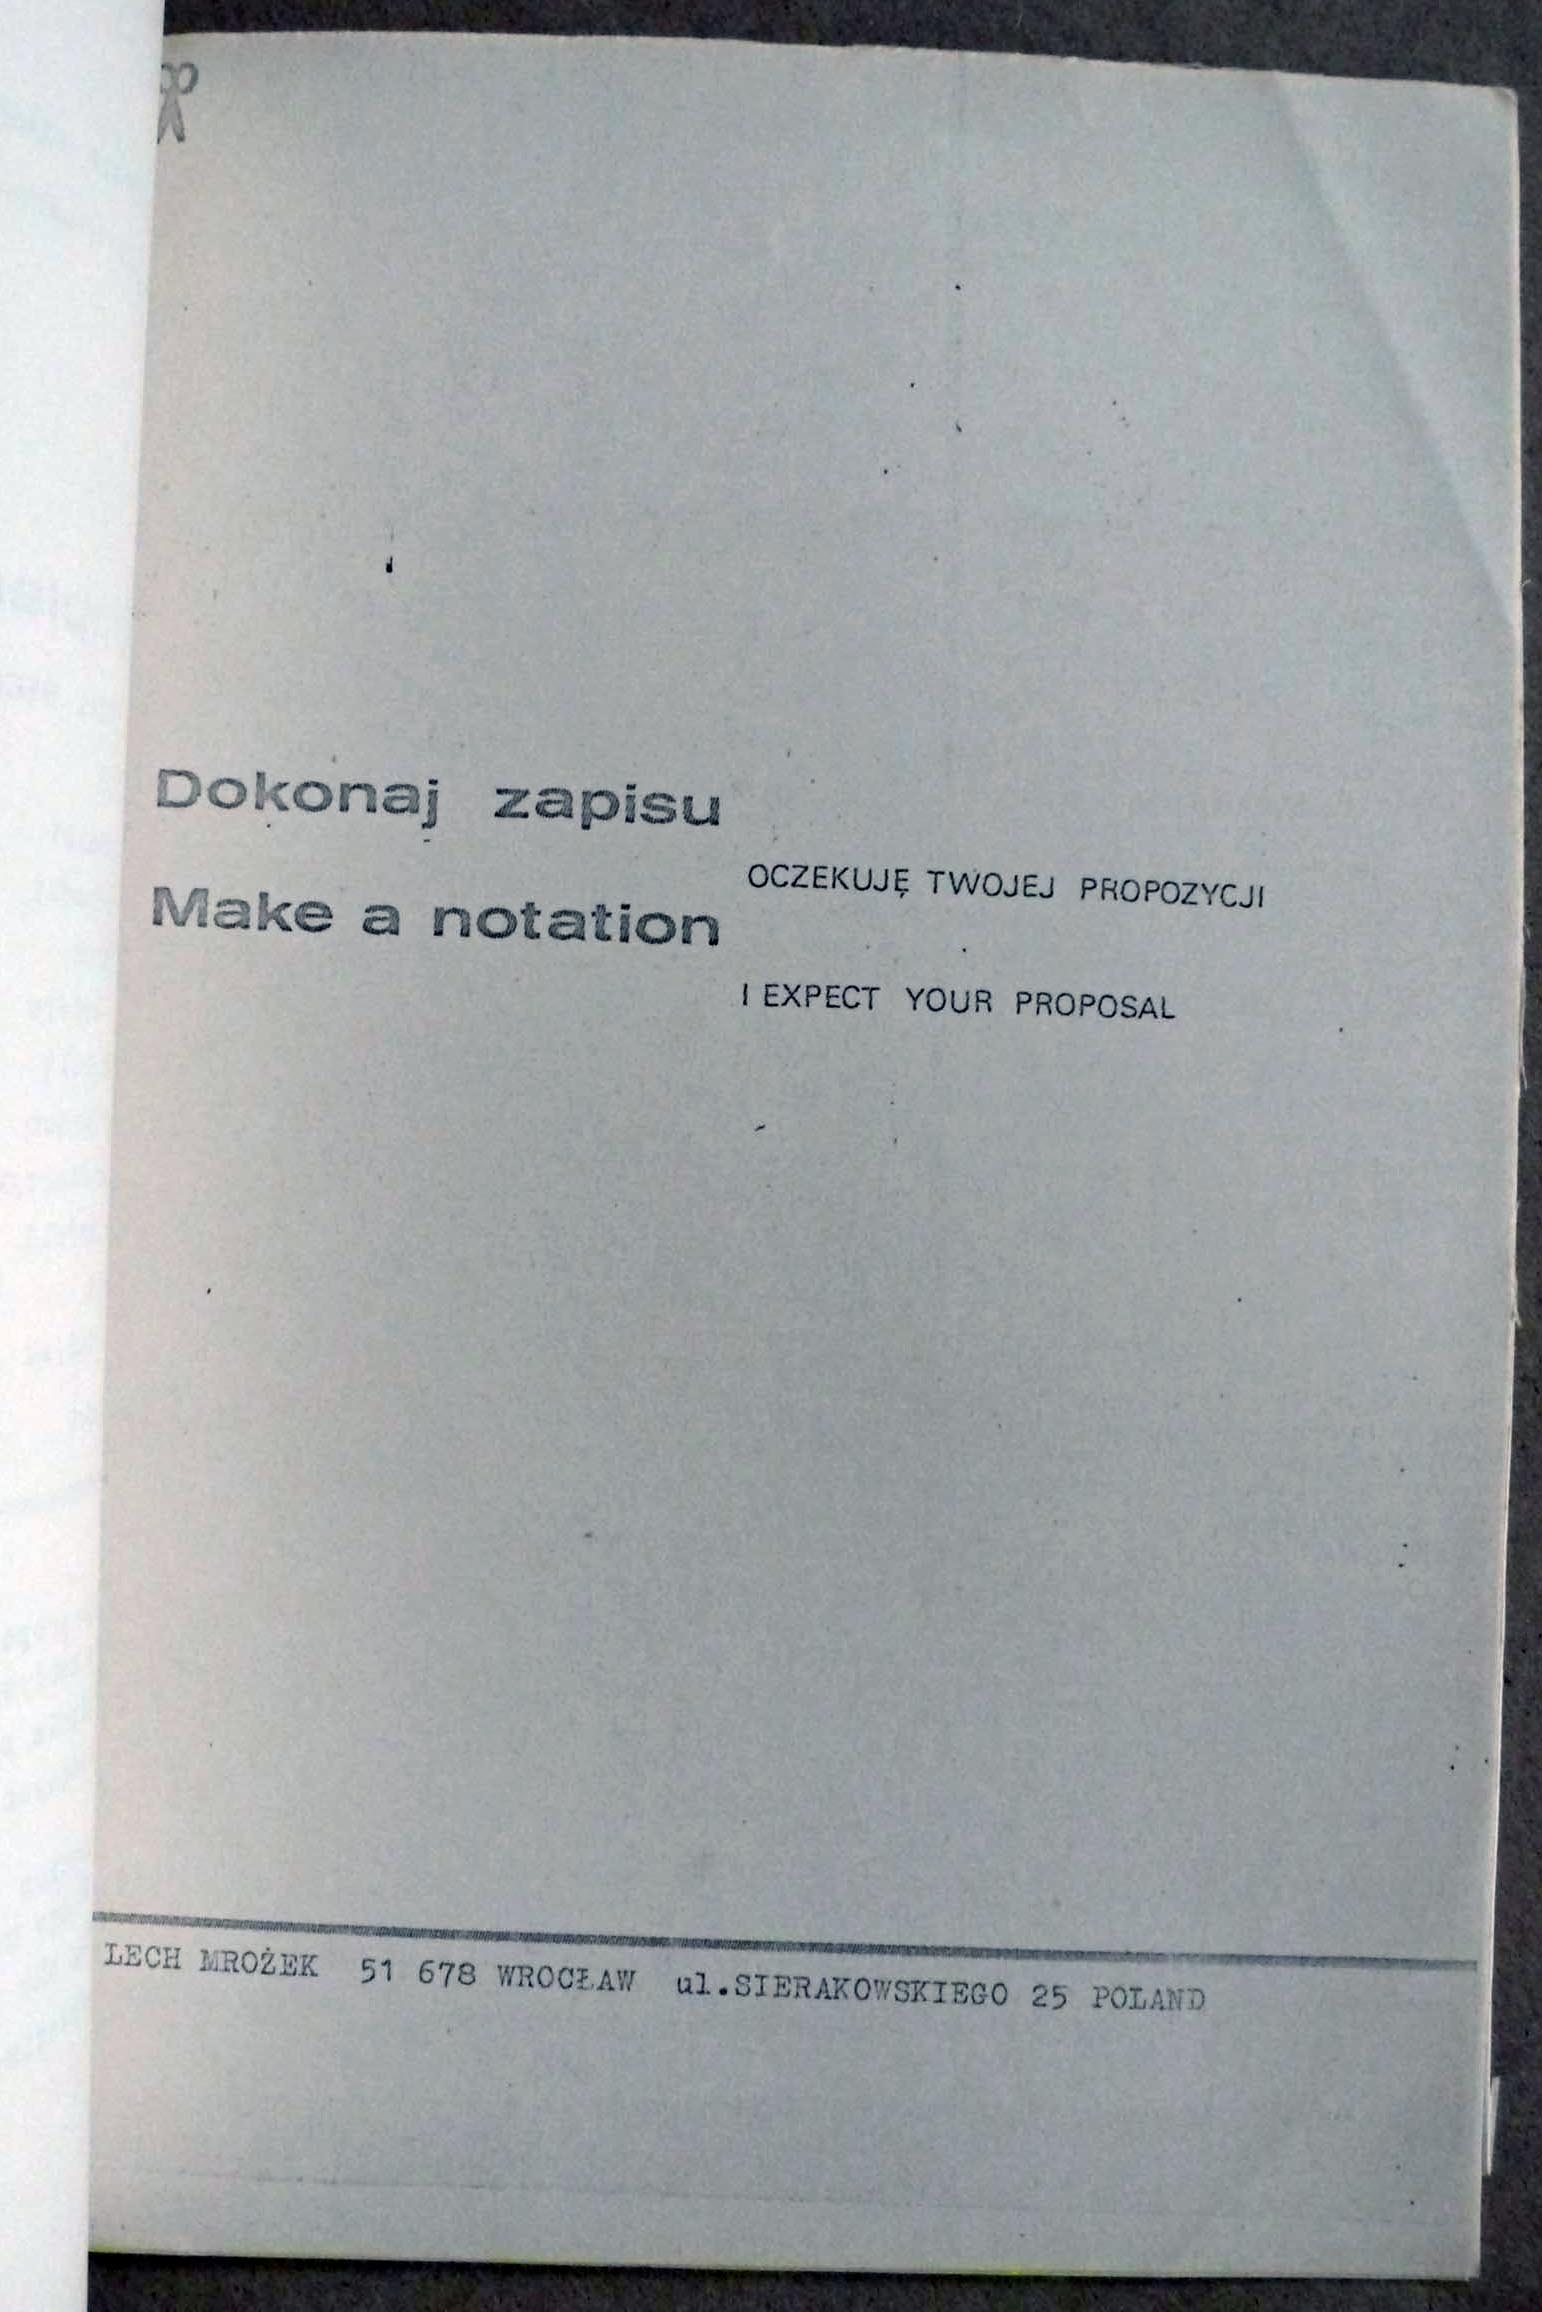 Dokonaj zapisu
OCZEKUJĘ TWOJEJ PROPOZYCJI
Make a notation
I EXPECT YOUR PROPOSAL
LECH MROŻEK 51 678 WROCŁAW ul.SIERAKOWSKIEGO 25 POLAND